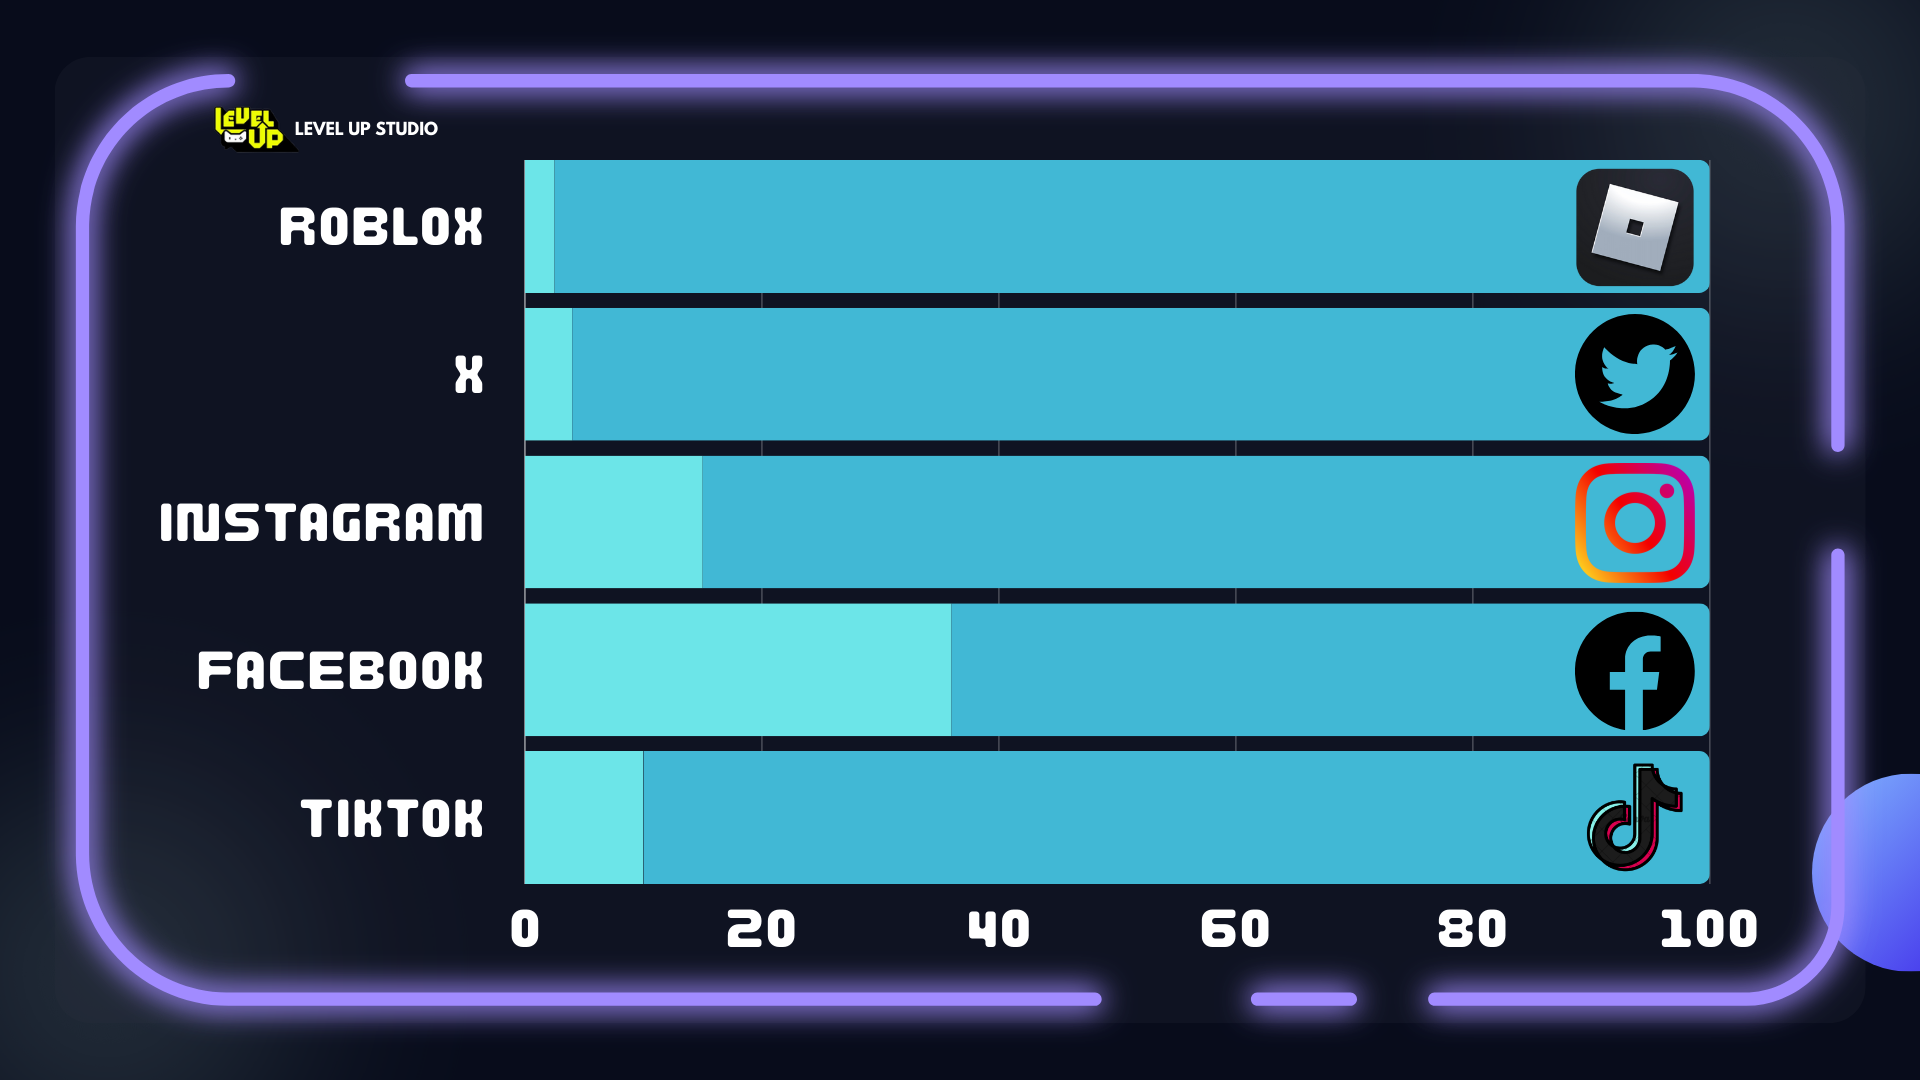 LEVEL UP
LEVEL UP STUDIO
ROBLOX
X
INSTAGRAM
FACEBOOK
TIKTOK
0 20 40 60 80 100